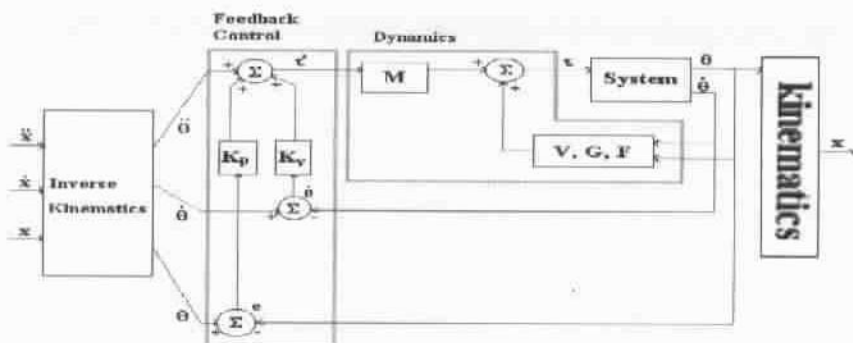 Feedback
Control
Dynamics
+ Σ τ' M + Σ τ System θ
+ + + θ̇
kinematics
θ̈
ẍ
Kp Kv V, G, F
x
ẋ Inverse
Kinematics
θ̇ + Σ ė -
x
θ + Σ e -